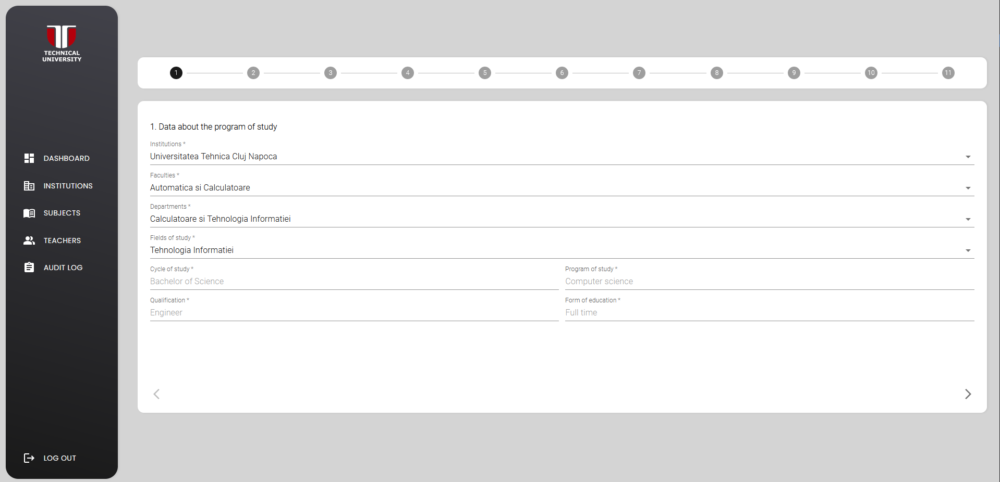 TECHNICAL
UNIVERSITY
DASHBOARD
INSTITUTIONS
SUBJECTS
TEACHERS
AUDIT LOG
LOG OUT
1 2 3 4 5 6 7 8 9 10 11
1. Data about the program of study
Institutions *
Universitatea Tehnica Cluj Napoca
Faculties *
Automatica si Calculatoare
Departments *
Calculatoare si Tehnologia Informatiei
Fields of study *
Tehnologia Informatiei
Cycle of study * Program of study *
Bachelor of Science Computer science
Qualification * Form of education *
Engineer Full time